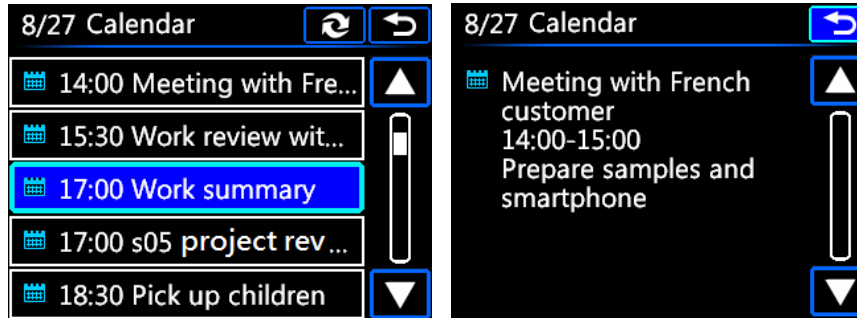 8/27 Calendar
14:00 Meeting with Fre...
15:30 Work review wit...
17:00 Work summary
17:00 s05 project rev...
18:30 Pick up children
8/27 Calendar
Meeting with French
customer
14:00-15:00
Prepare samples and
smartphone